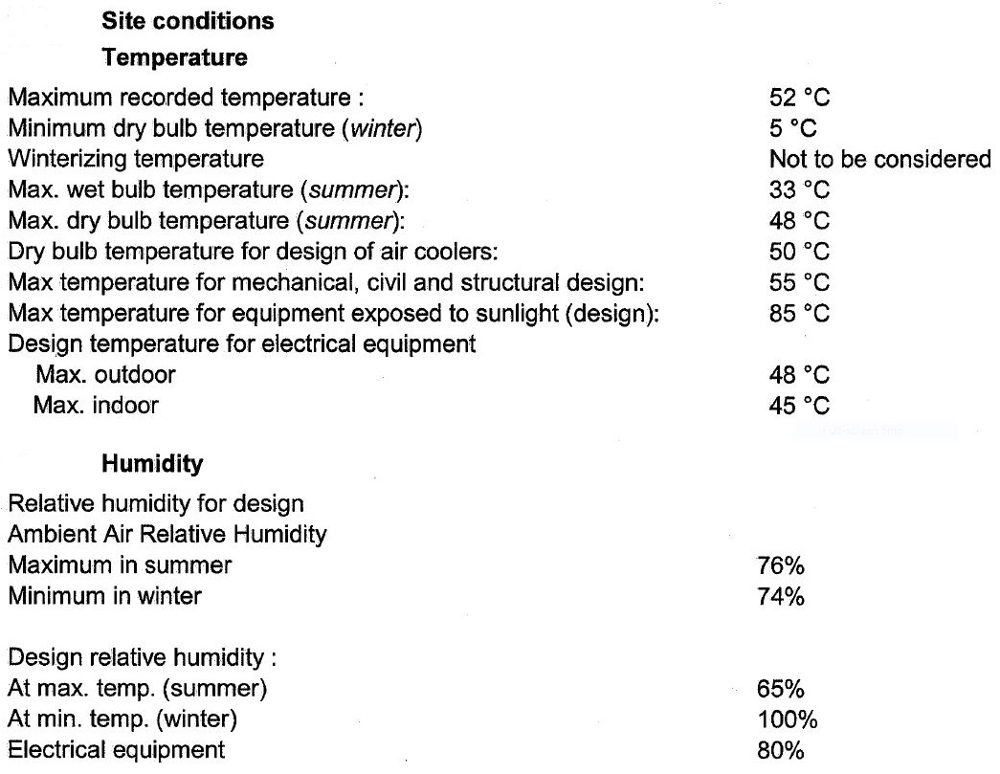 Site conditions
Temperature
Maximum recorded temperature : 52 °C
Minimum dry bulb temperature (winter) 5 °C
Winterizing temperature Not to be considered
Max. wet bulb temperature (summer): 33 °C
Max. dry bulb temperature (summer): 48 °C
Dry bulb temperature for design of air coolers: 50 °C
Max temperature for mechanical, civil and structural design: 55 °C
Max temperature for equipment exposed to sunlight (design): 85 °C
Design temperature for electrical equipment
Max. outdoor 48 °C
Max. indoor 45 °C
Humidity
Relative humidity for design
Ambient Air Relative Humidity
Maximum in summer 76%
Minimum in winter 74%
Design relative humidity :
At max. temp. (summer) 65%
At min. temp. (winter) 100%
Electrical equipment 80%